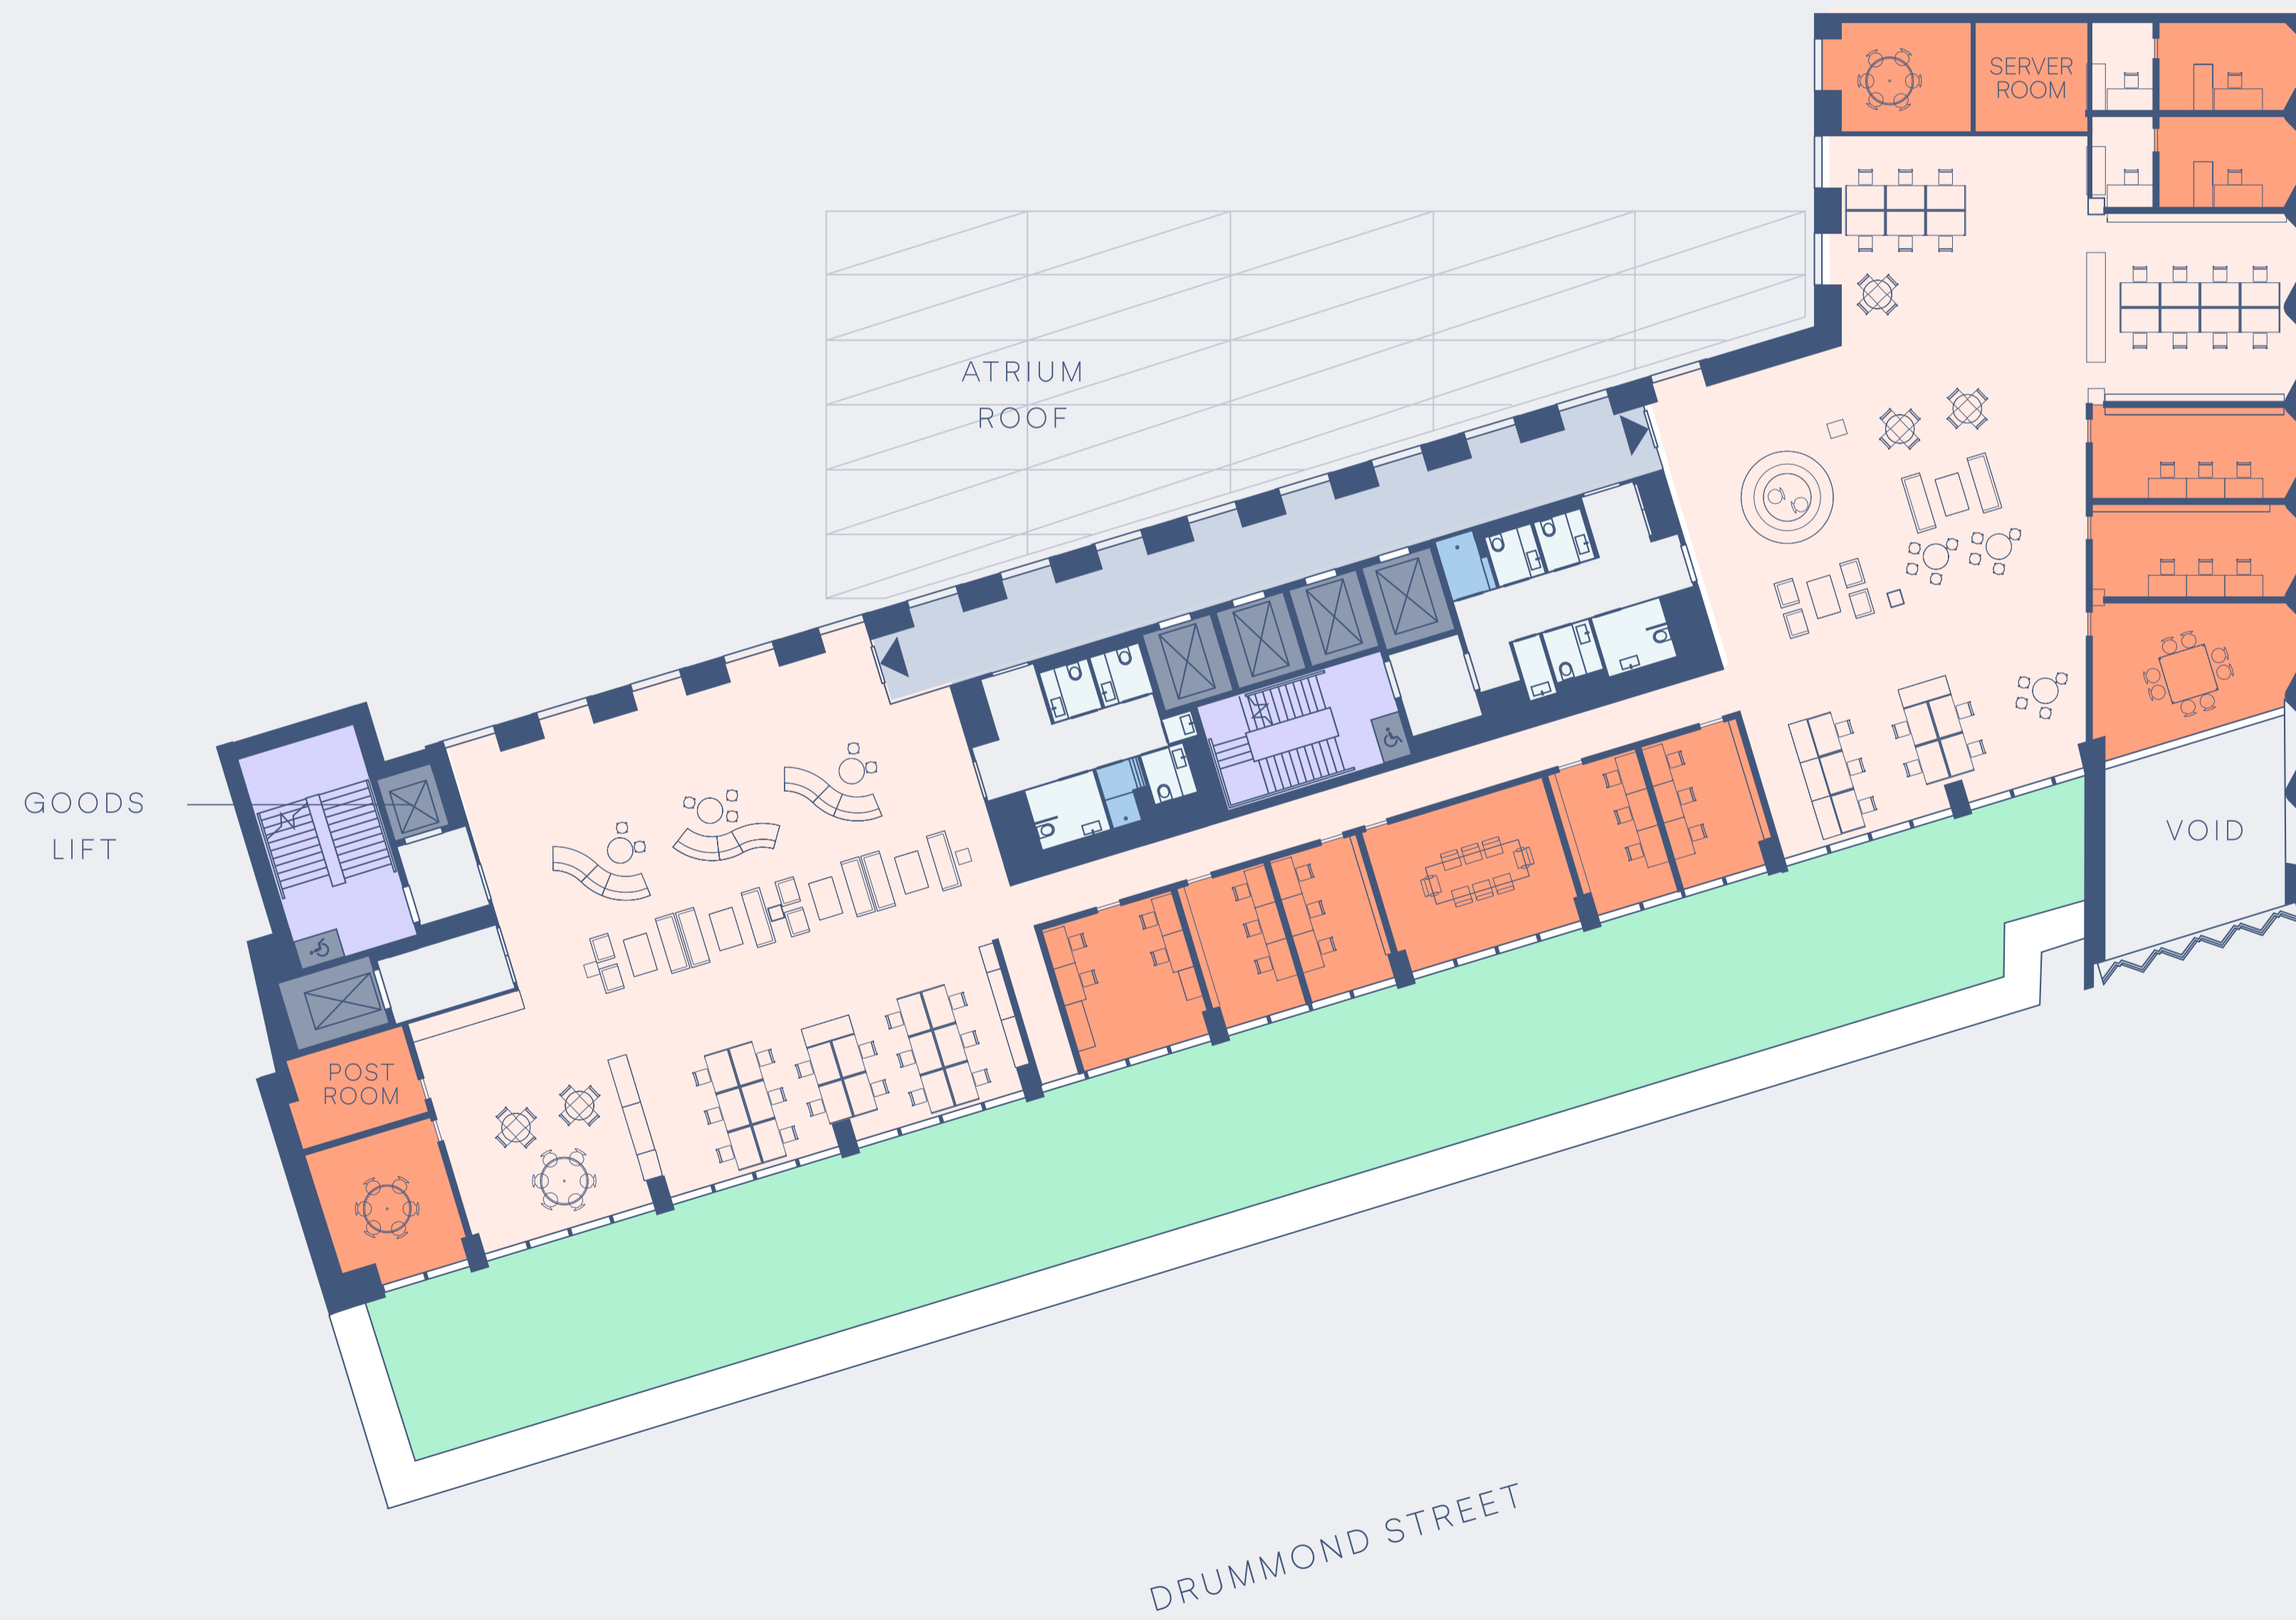 SERVER
ROOM
ATRIUM
ROOF
GOODS
LIFT
VOID
POST
ROOM
DRUMMOND STREET